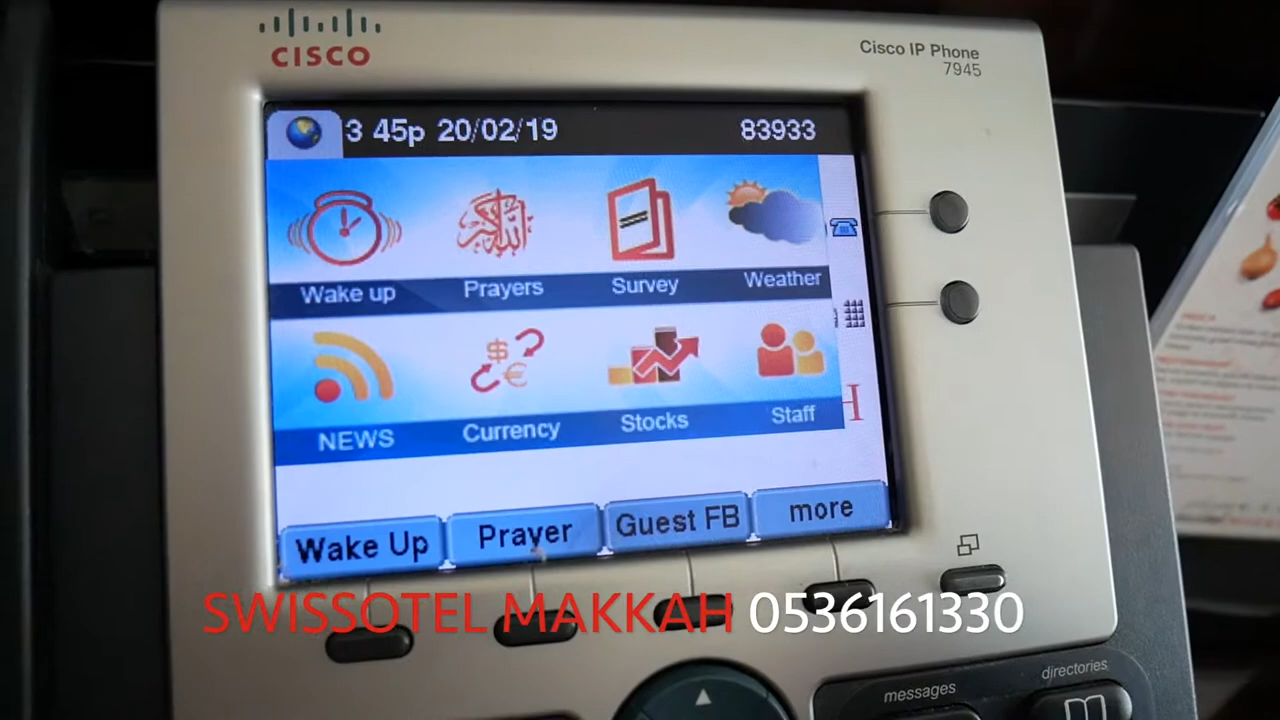 CISCO
Cisco IP Phone
7945
3 45p 20/02/19 83933
Wake up Prayers Survey Weather
NEWS Currency Stocks Staff
H
Wake Up Prayer Guest FB more
SWISSOTEL MAKKAH 0536161330
messages directories